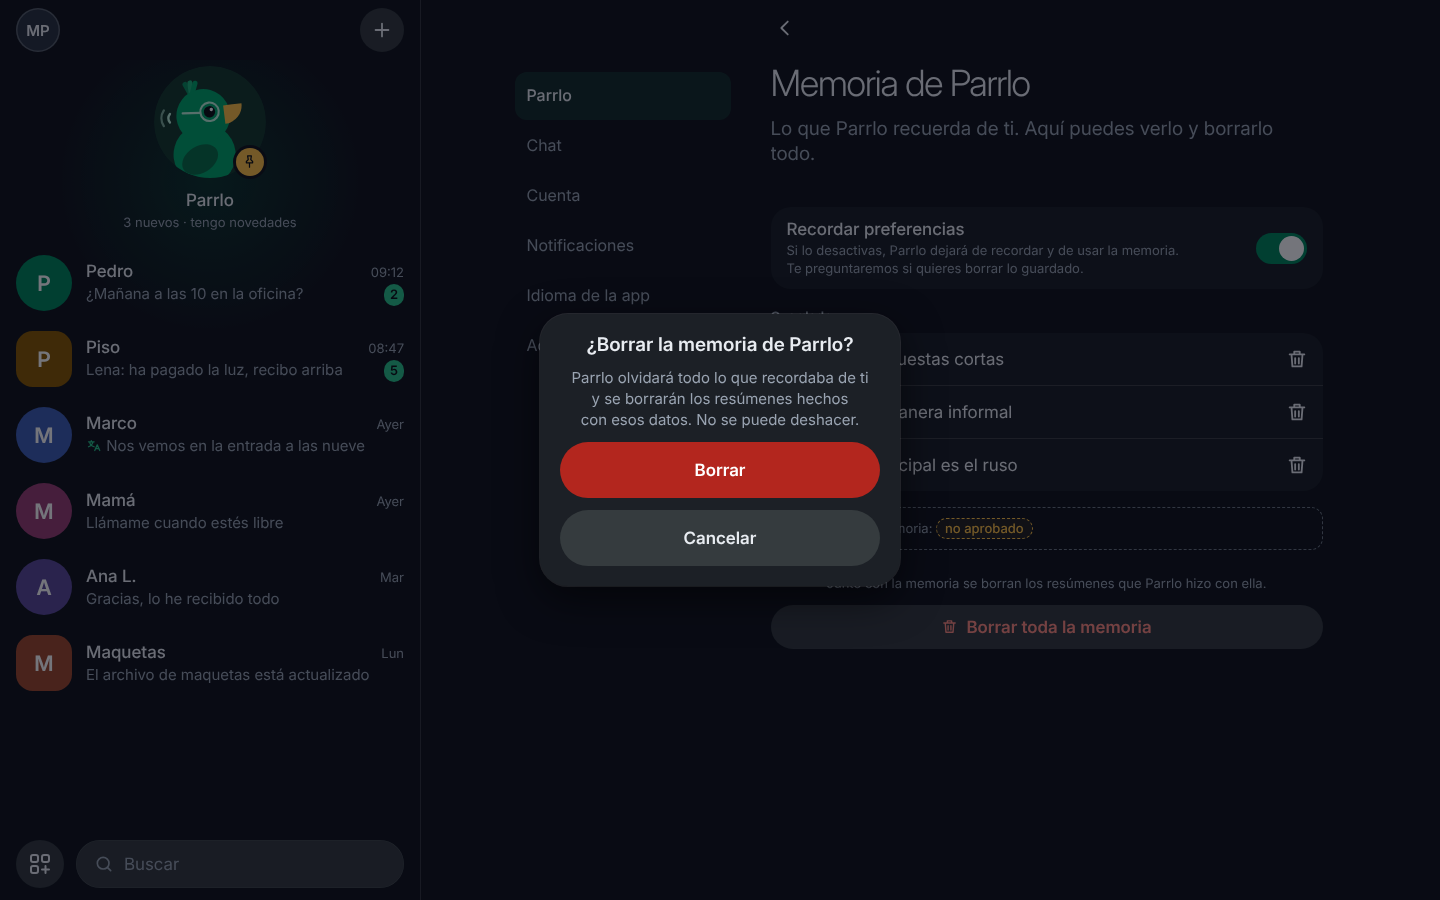 MP
Parrlo
3 nuevos · tengo novedades
P
Pedro
09:12
¿Mañana a las 10 en la oficina?
2
P
Piso
08:47
Lena: ha pagado la luz, recibo arriba
5
M
Marco
Ayer
Nos vemos en la entrada a las nueve
M
Mamá
Ayer
Llámame cuando estés libre
A
Ana L.
Mar
Gracias, lo he recibido todo
M
Maquetas
Lun
El archivo de maquetas está actualizado
Buscar
Parrlo
Chat
Cuenta
Notificaciones
Idioma de la app
Memoria de Parrlo
Lo que Parrlo recuerda de ti. Aquí puedes verlo y borrarlo
todo.
Recordar preferencias
Si lo desactivas, Parrlo dejará de recordar y de usar la memoria.
Te preguntaremos si quieres borrar lo guardado.
cortas
informal
es el ruso
no aprobado
la memoria se borran los resúmenes que Parrlo hizo con ella.
Borrar toda la memoria
¿Borrar la memoria de Parrlo?
Parrlo olvidará todo lo que recordaba de ti
y se borrarán los resúmenes hechos
con esos datos. No se puede deshacer.
Borrar
Cancelar